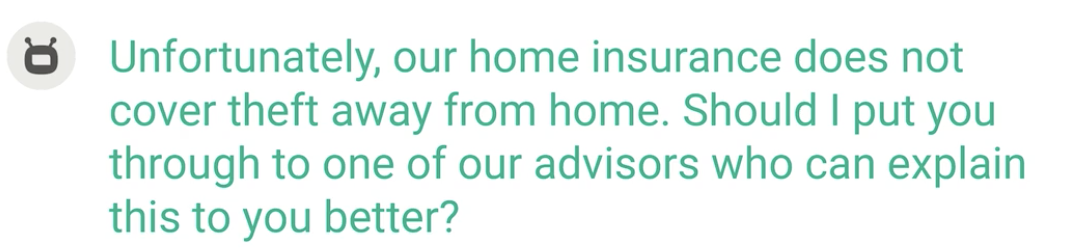 Unfortunately, our home insurance does not
cover theft away from home. Should I put you
through to one of our advisors who can explain
this to you better?